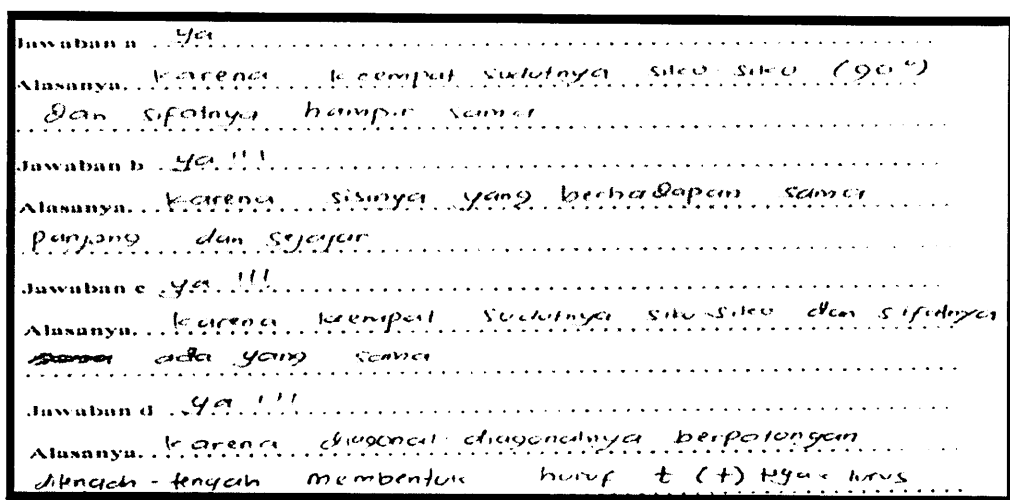 Jawaban a ya
Alasanya. karena keempat sudutnya siku siku (90°)
dan sifatnya hampir sama
Jawaban b ya !!!
Alasanya. karena sisinya yang berhadapan sama
panjang dan sejajar
Jawaban c ya !!!
Alasanya. karena keempat sudutnya siku-siku dan sifatnya
ada yang sama
Jawaban d ya !!!
Alasanya. karena diagonal-diagonalnya berpotongan
ditengah-tengah membentuk huruf t (t) lurus